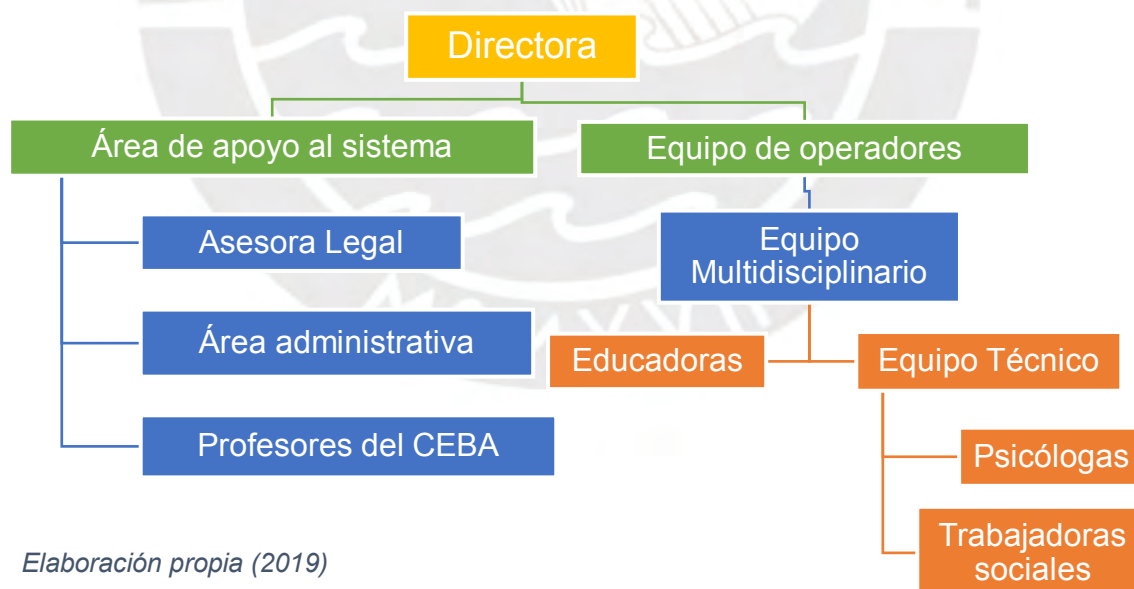 Directora
Área de apoyo al sistema
Equipo de operadores
Asesora Legal
Equipo
Multidisciplinario
Área administrativa
Educadoras
Equipo Técnico
Profesores del CEBA
Psicólogas
Trabajadoras
sociales
Elaboración propia (2019)